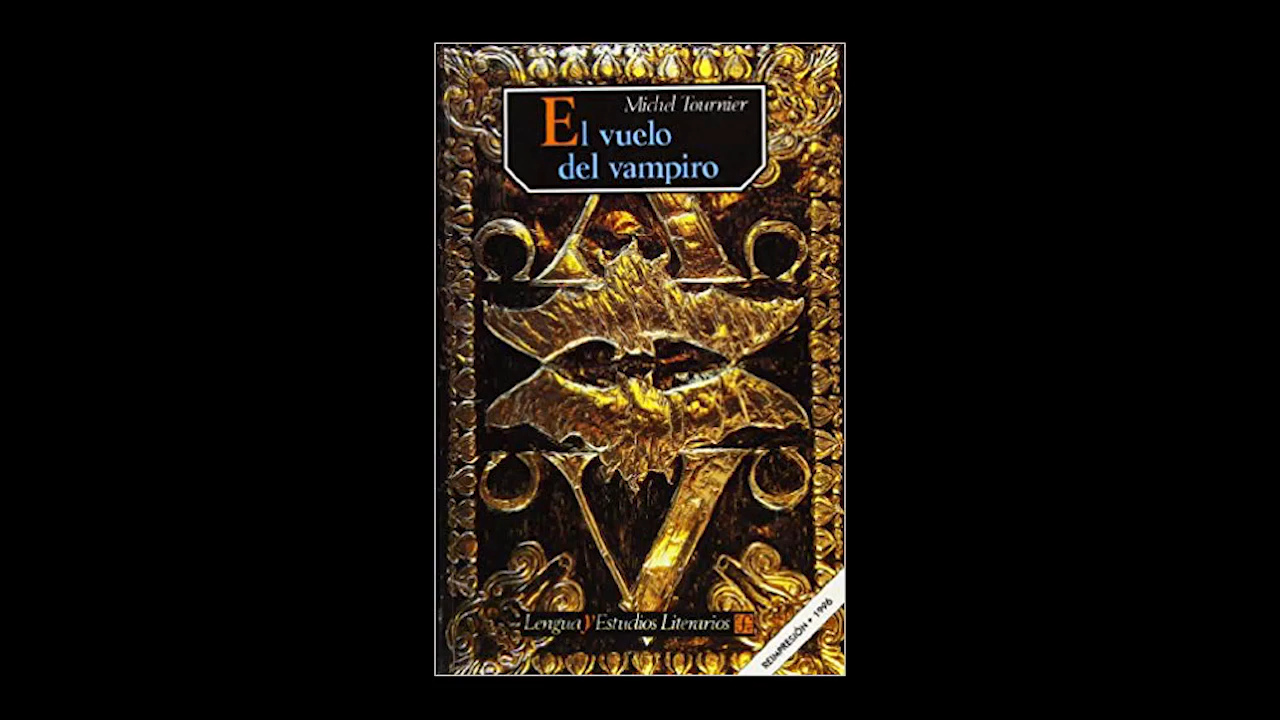 Michel Tournier
El vuelo
del vampiro
Lengua y Estudios Literarios
REIMPRESIÓN • 1996